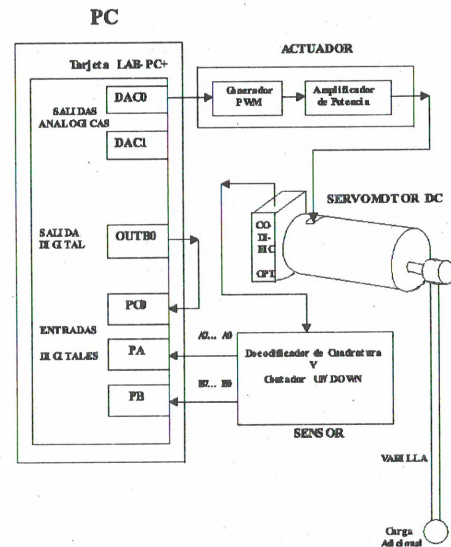 PC
Tarjeta LAB-PC+
SALIDAS
ANALOGICAS
DAC0
DAC1
SALIDA
DIGITAL
OUTB0
PC0
ENTRADAS
DIGITALES
PA
PB
ACTUADOR
Generador
PWM
Amplificador
de Potencia
SERVOMOTOR DC
CO-
DI-
FIC
OPT.
A7... A0
B7... B0
Decodificador de Cuadratura
Y
Contador UP/DOWN
SENSOR
VARILLA
Carga
Adicional